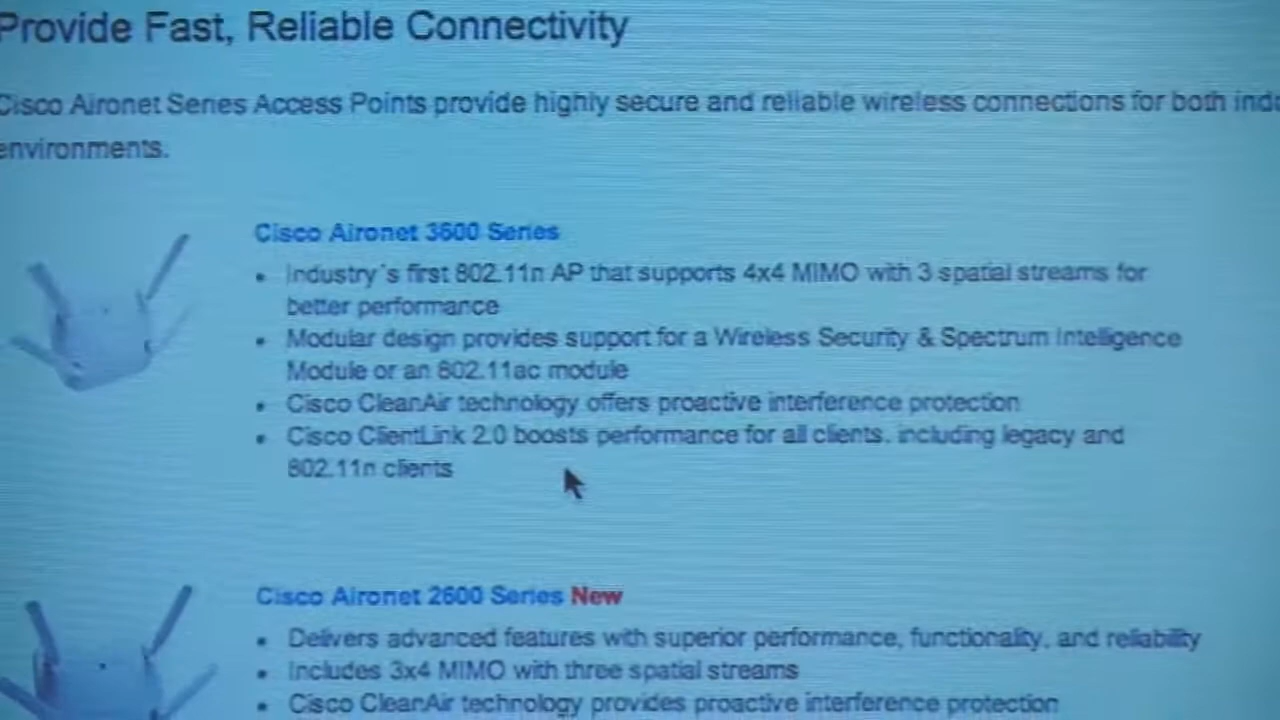 Provide Fast, Reliable Connectivity
Cisco Aironet Series Access Points provide highly secure and reliable wireless connections for both
environments.
Cisco Aironet 3600 Series
• Industry's first 802.11n AP that supports 4x4 MIMO with 3 spatial streams for
better performance
• Modular design provides support for a Wireless Security & Spectrum Intelligence
Module or an 802.11ac module
• Cisco CleanAir technology offers proactive interference protection
• Cisco ClientLink 2.0 boosts performance for all clients, including legacy and
802.11n clients
Cisco Aironet 2600 Series New
• Delivers advanced features with superior performance, functionality, and reliability
• Includes 3x4 MIMO with three spatial streams
• Cisco CleanAir technology provides proactive interference protection